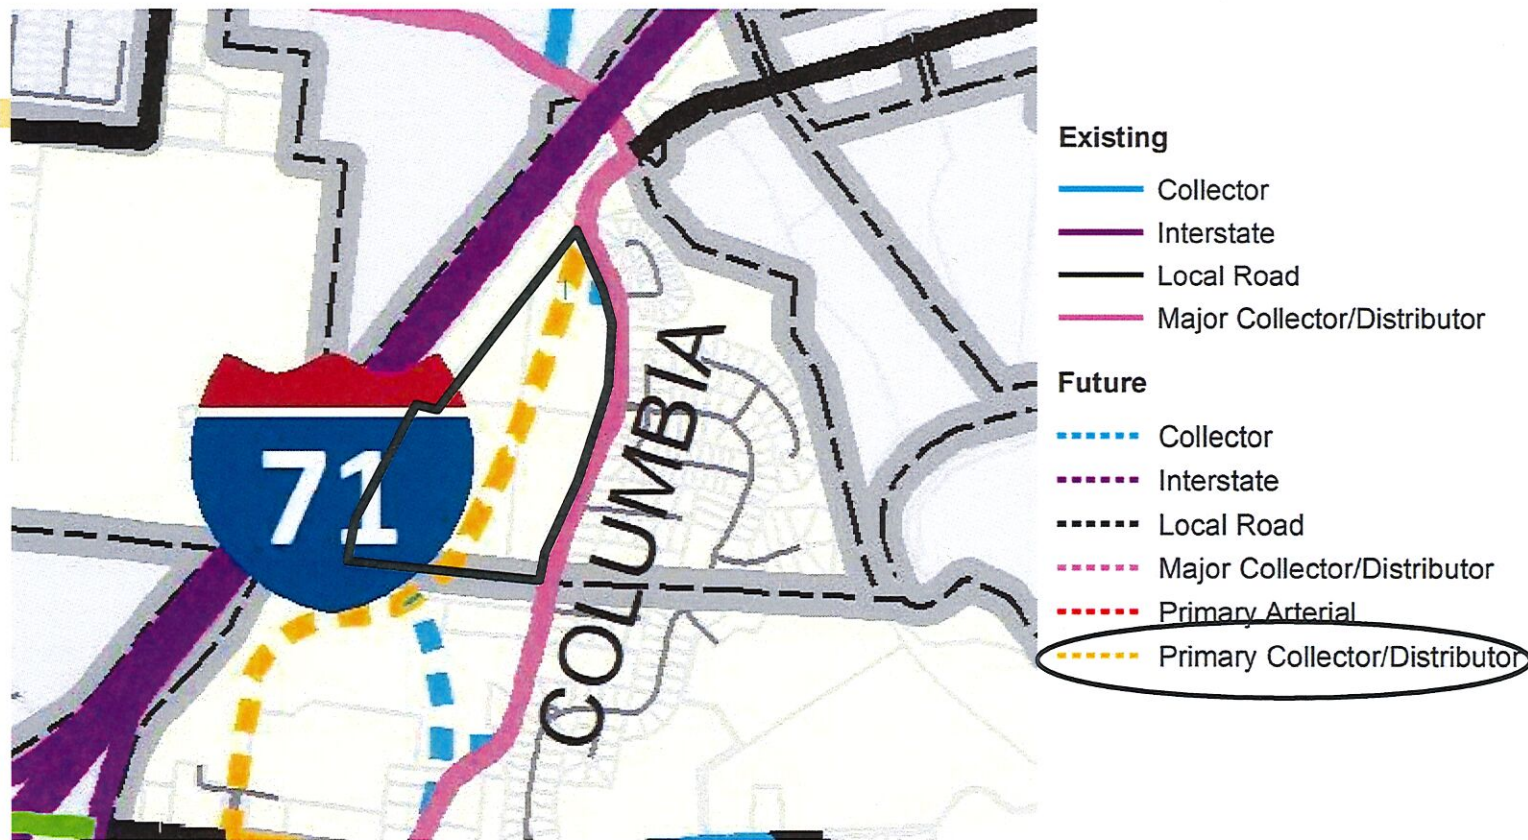 71
COLUMBIA
Existing
Collector
Interstate
Local Road
Major Collector/Distributor
Future
Collector
Interstate
Local Road
Major Collector/Distributor
Primary Arterial
Primary Collector/Distributor